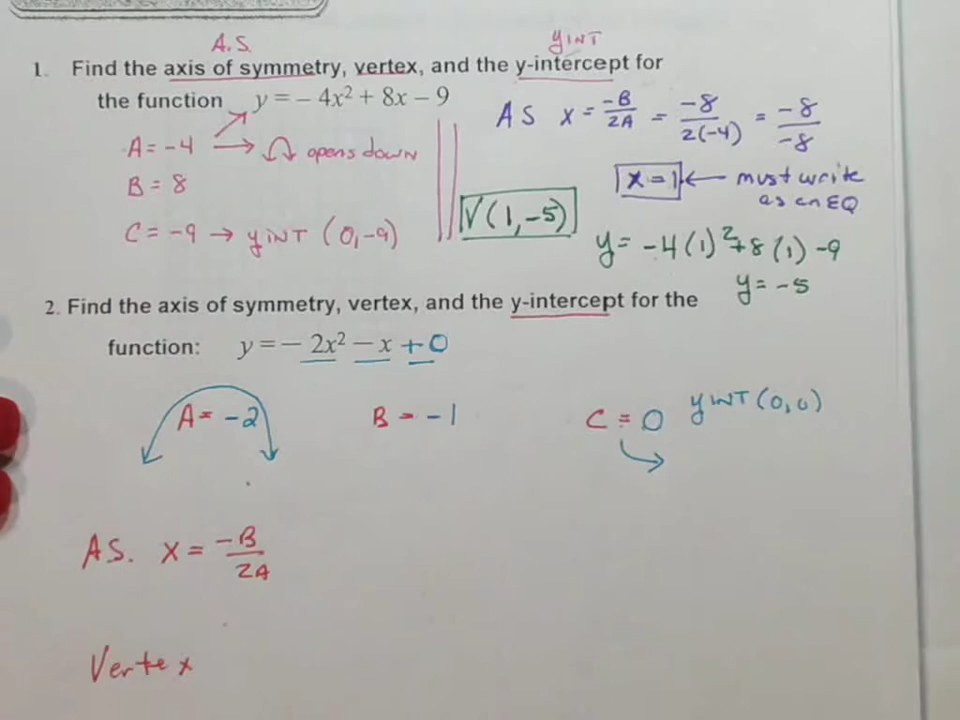 A.S. yINT
1. Find the axis of symmetry, vertex, and the y-intercept for
the function y = – 4x² + 8x – 9
AS x = -B/2A = -8/2(-4) = -8/-8
A = -4 → opens down
x = 1 ← must write
as an EQ
B = 8
V(1, -5)
C = -9 → yINT (0, -9)
y = -4(1)² + 8(1) - 9
y = -5
2. Find the axis of symmetry, vertex, and the y-intercept for the
function: y = – 2x² – x + 0
A = -2 B = -1 C = 0 yINT (0, 0)
AS. x = -B/2A
Vertex